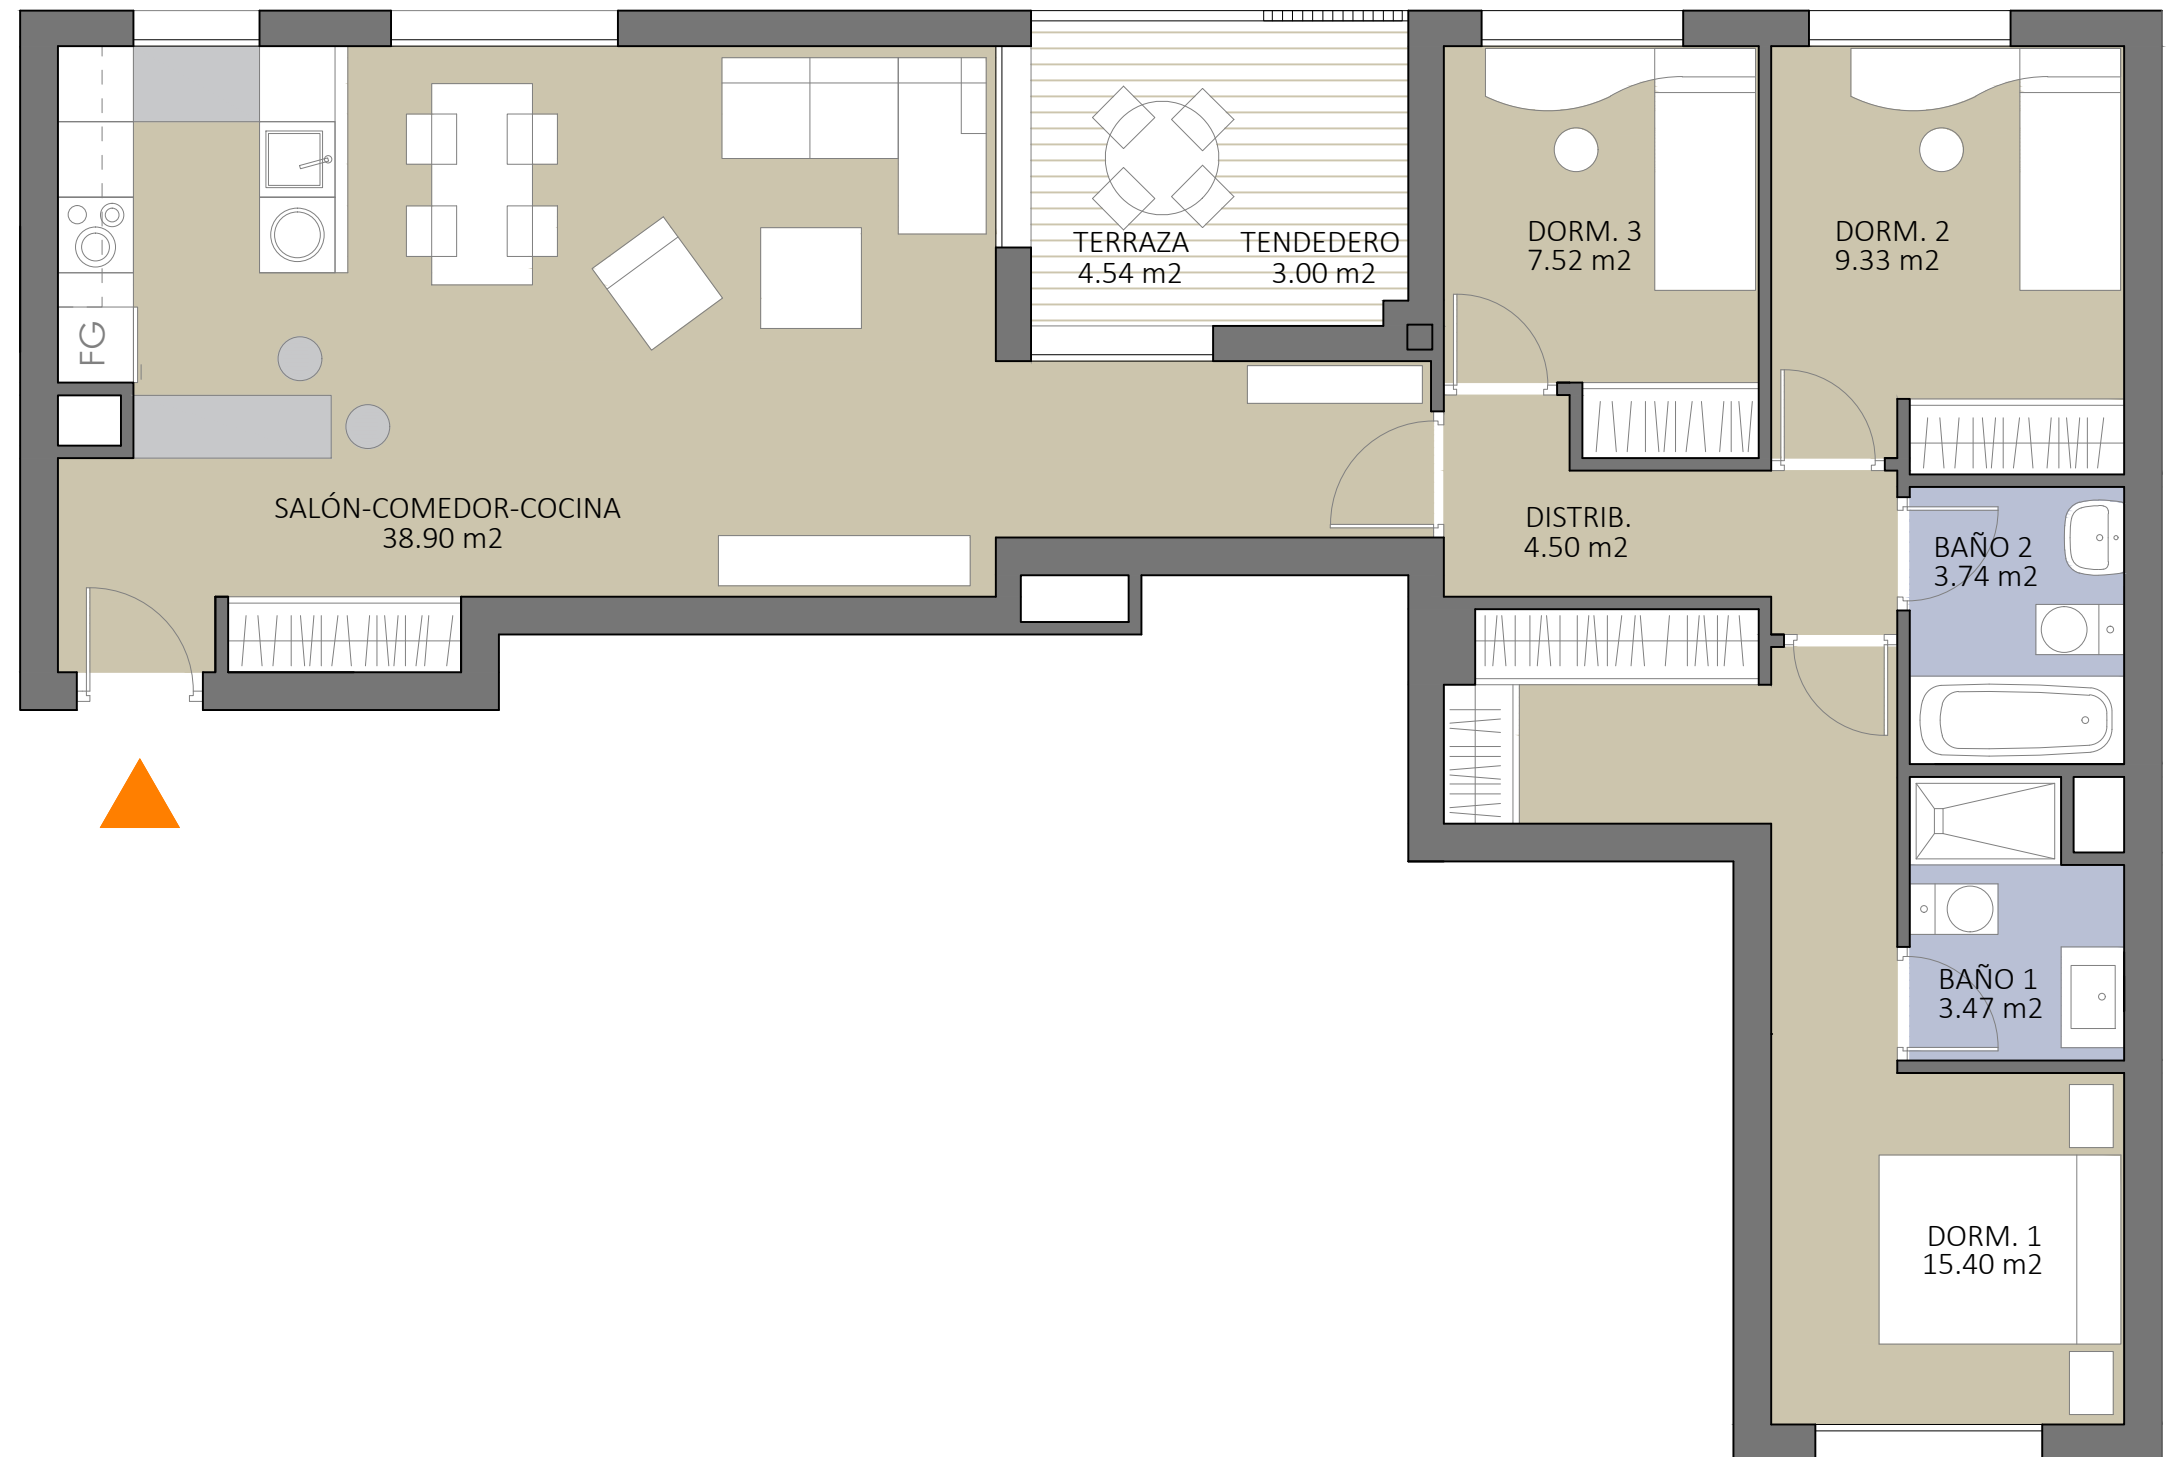 FG
TERRAZA
4.54 m2
TENDEDERO
3.00 m2
DORM. 3
7.52 m2
DORM. 2
9.33 m2
SALÓN-COMEDOR-COCINA
38.90 m2
DISTRIB.
4.50 m2
BAÑO 2
3.74 m2
BAÑO 1
3.47 m2
DORM. 1
15.40 m2